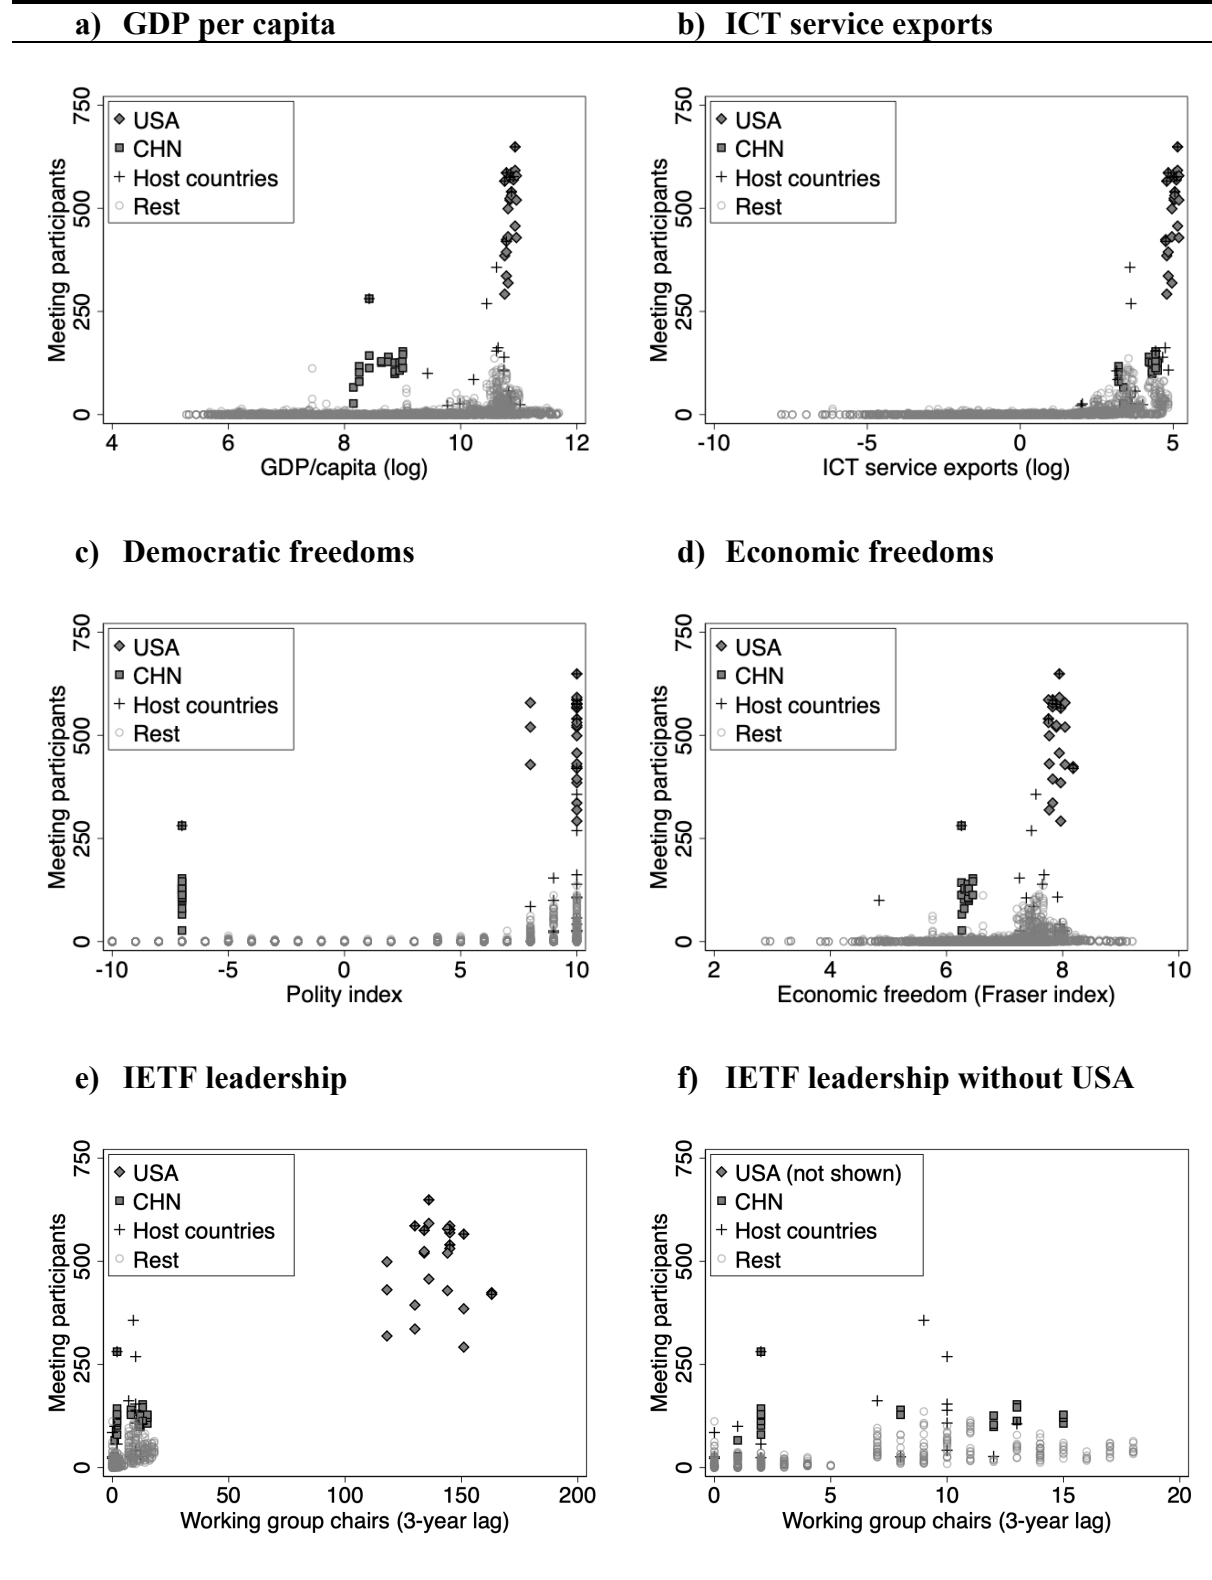 a) GDP per capita
b) ICT service exports
Meeting participants
750
500
250
0
USA
CHN
Host countries
Rest
4 6 8 10 12
GDP/capita (log)
Meeting participants
750
500
250
0
USA
CHN
Host countries
Rest
-10 -5 0 5
ICT service exports (log)
c) Democratic freedoms
d) Economic freedoms
Meeting participants
750
500
250
0
USA
CHN
Host countries
Rest
-10 -5 0 5 10
Polity index
Meeting participants
750
500
250
0
USA
CHN
Host countries
Rest
2 4 6 8 10
Economic freedom (Fraser index)
e) IETF leadership
f) IETF leadership without USA
Meeting participants
750
500
250
0
USA
CHN
Host countries
Rest
0 50 100 150 200
Working group chairs (3-year lag)
Meeting participants
750
500
250
0
USA (not shown)
CHN
Host countries
Rest
0 5 10 15 20
Working group chairs (3-year lag)